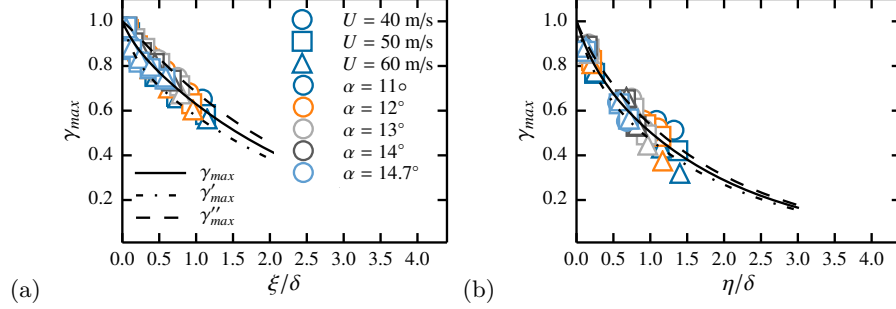 1.0
0.8
0.6
0.4
0.2
γmax
U = 40 m/s
U = 50 m/s
U = 60 m/s
α = 11∘
α = 12°
α = 13°
α = 14°
α = 14.7°
γmax
γ'max
γ''max
0.0 0.5 1.0 1.5 2.0 2.5 3.0 3.5 4.0
ξ/δ
(a)
1.0
0.8
0.6
0.4
0.2
γmax
0.0 0.5 1.0 1.5 2.0 2.5 3.0 3.5 4.0
η/δ
(b)